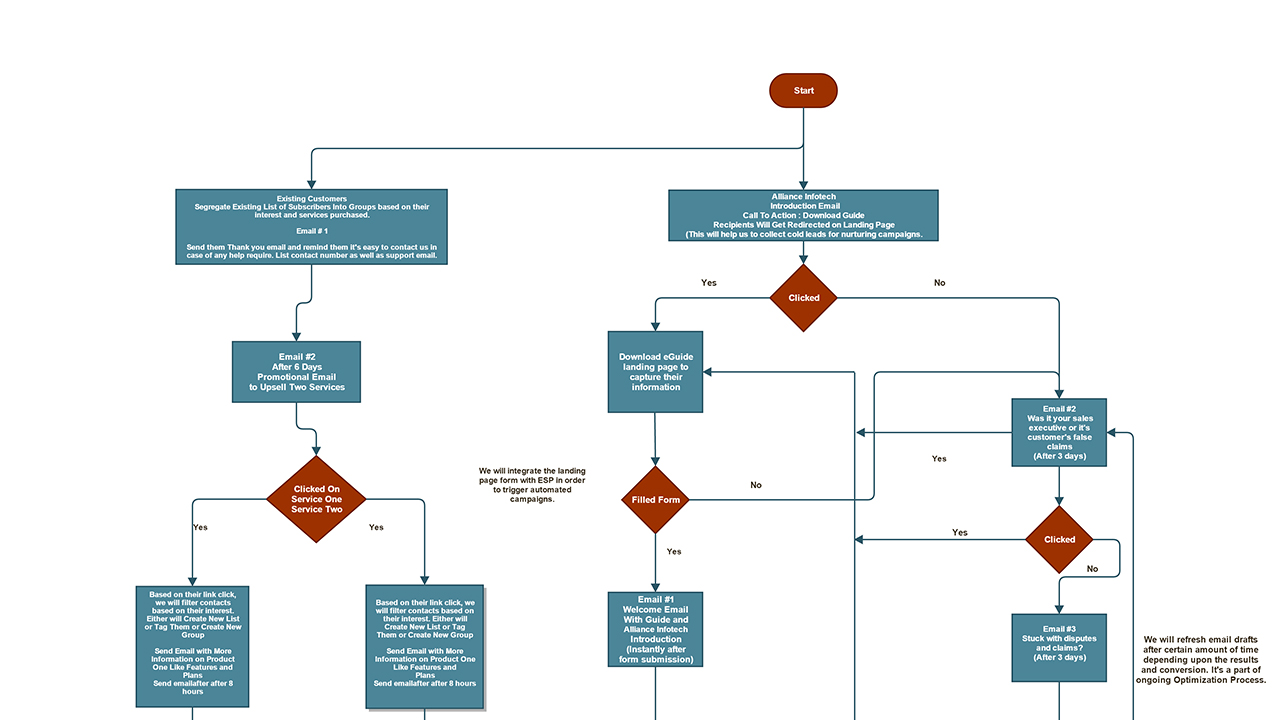 Start
Existing Customers
Segregate Existing List of Subscribers Into Groups based on their
interest and services purchased.
Email # 1
Send them Thank you email and remind them it's easy to contact us in
case of any help require. List contact number as well as support email.
Alliance Infotech
Introduction Email
Call To Action : Download Guide
Recipients Will Get Redirected on Landing Page
(This will help us to collect cold leads for nurturing campaigns.
Clicked
Yes
No
Email #2
After 6 Days
Promotional Email
to Upsell Two Services
Download eGuide
landing page to
capture their
information
Email #2
Was it your sales
executive or it's
customer's false
claims
(After 3 days)
Yes
Clicked On
Service One
Service Two
Yes
Yes
We will integrate the landing
page form with ESP in order
to trigger automated
campaigns.
Filled Form
No
Yes
Clicked
Yes
No
Based on their link click,
we will filter contacts
based on their interest.
Either will Create New List
or Tag Them or Create New
Group
Send Email with More
Information on Product
One Like Features and
Plans
Send emailafter after 8
hours
Based on their link click, we
will filter contacts based on
their interest. Either will
Create New List or Tag
Them or Create New Group
Send Email with More
Information on Product One
Like Features and
Plans
Send emailafter after 8 hours
Email #1
Welcome Email
With Guide and
Alliance Infotech
Introduction
(Instantly after
form submission)
Email #3
Stuck with disputes
and claims?
(After 3 days)
We will refresh email drafts
after certain amount of time
depending upon the results
and conversion. It's a part of
ongoing Optimization Process.